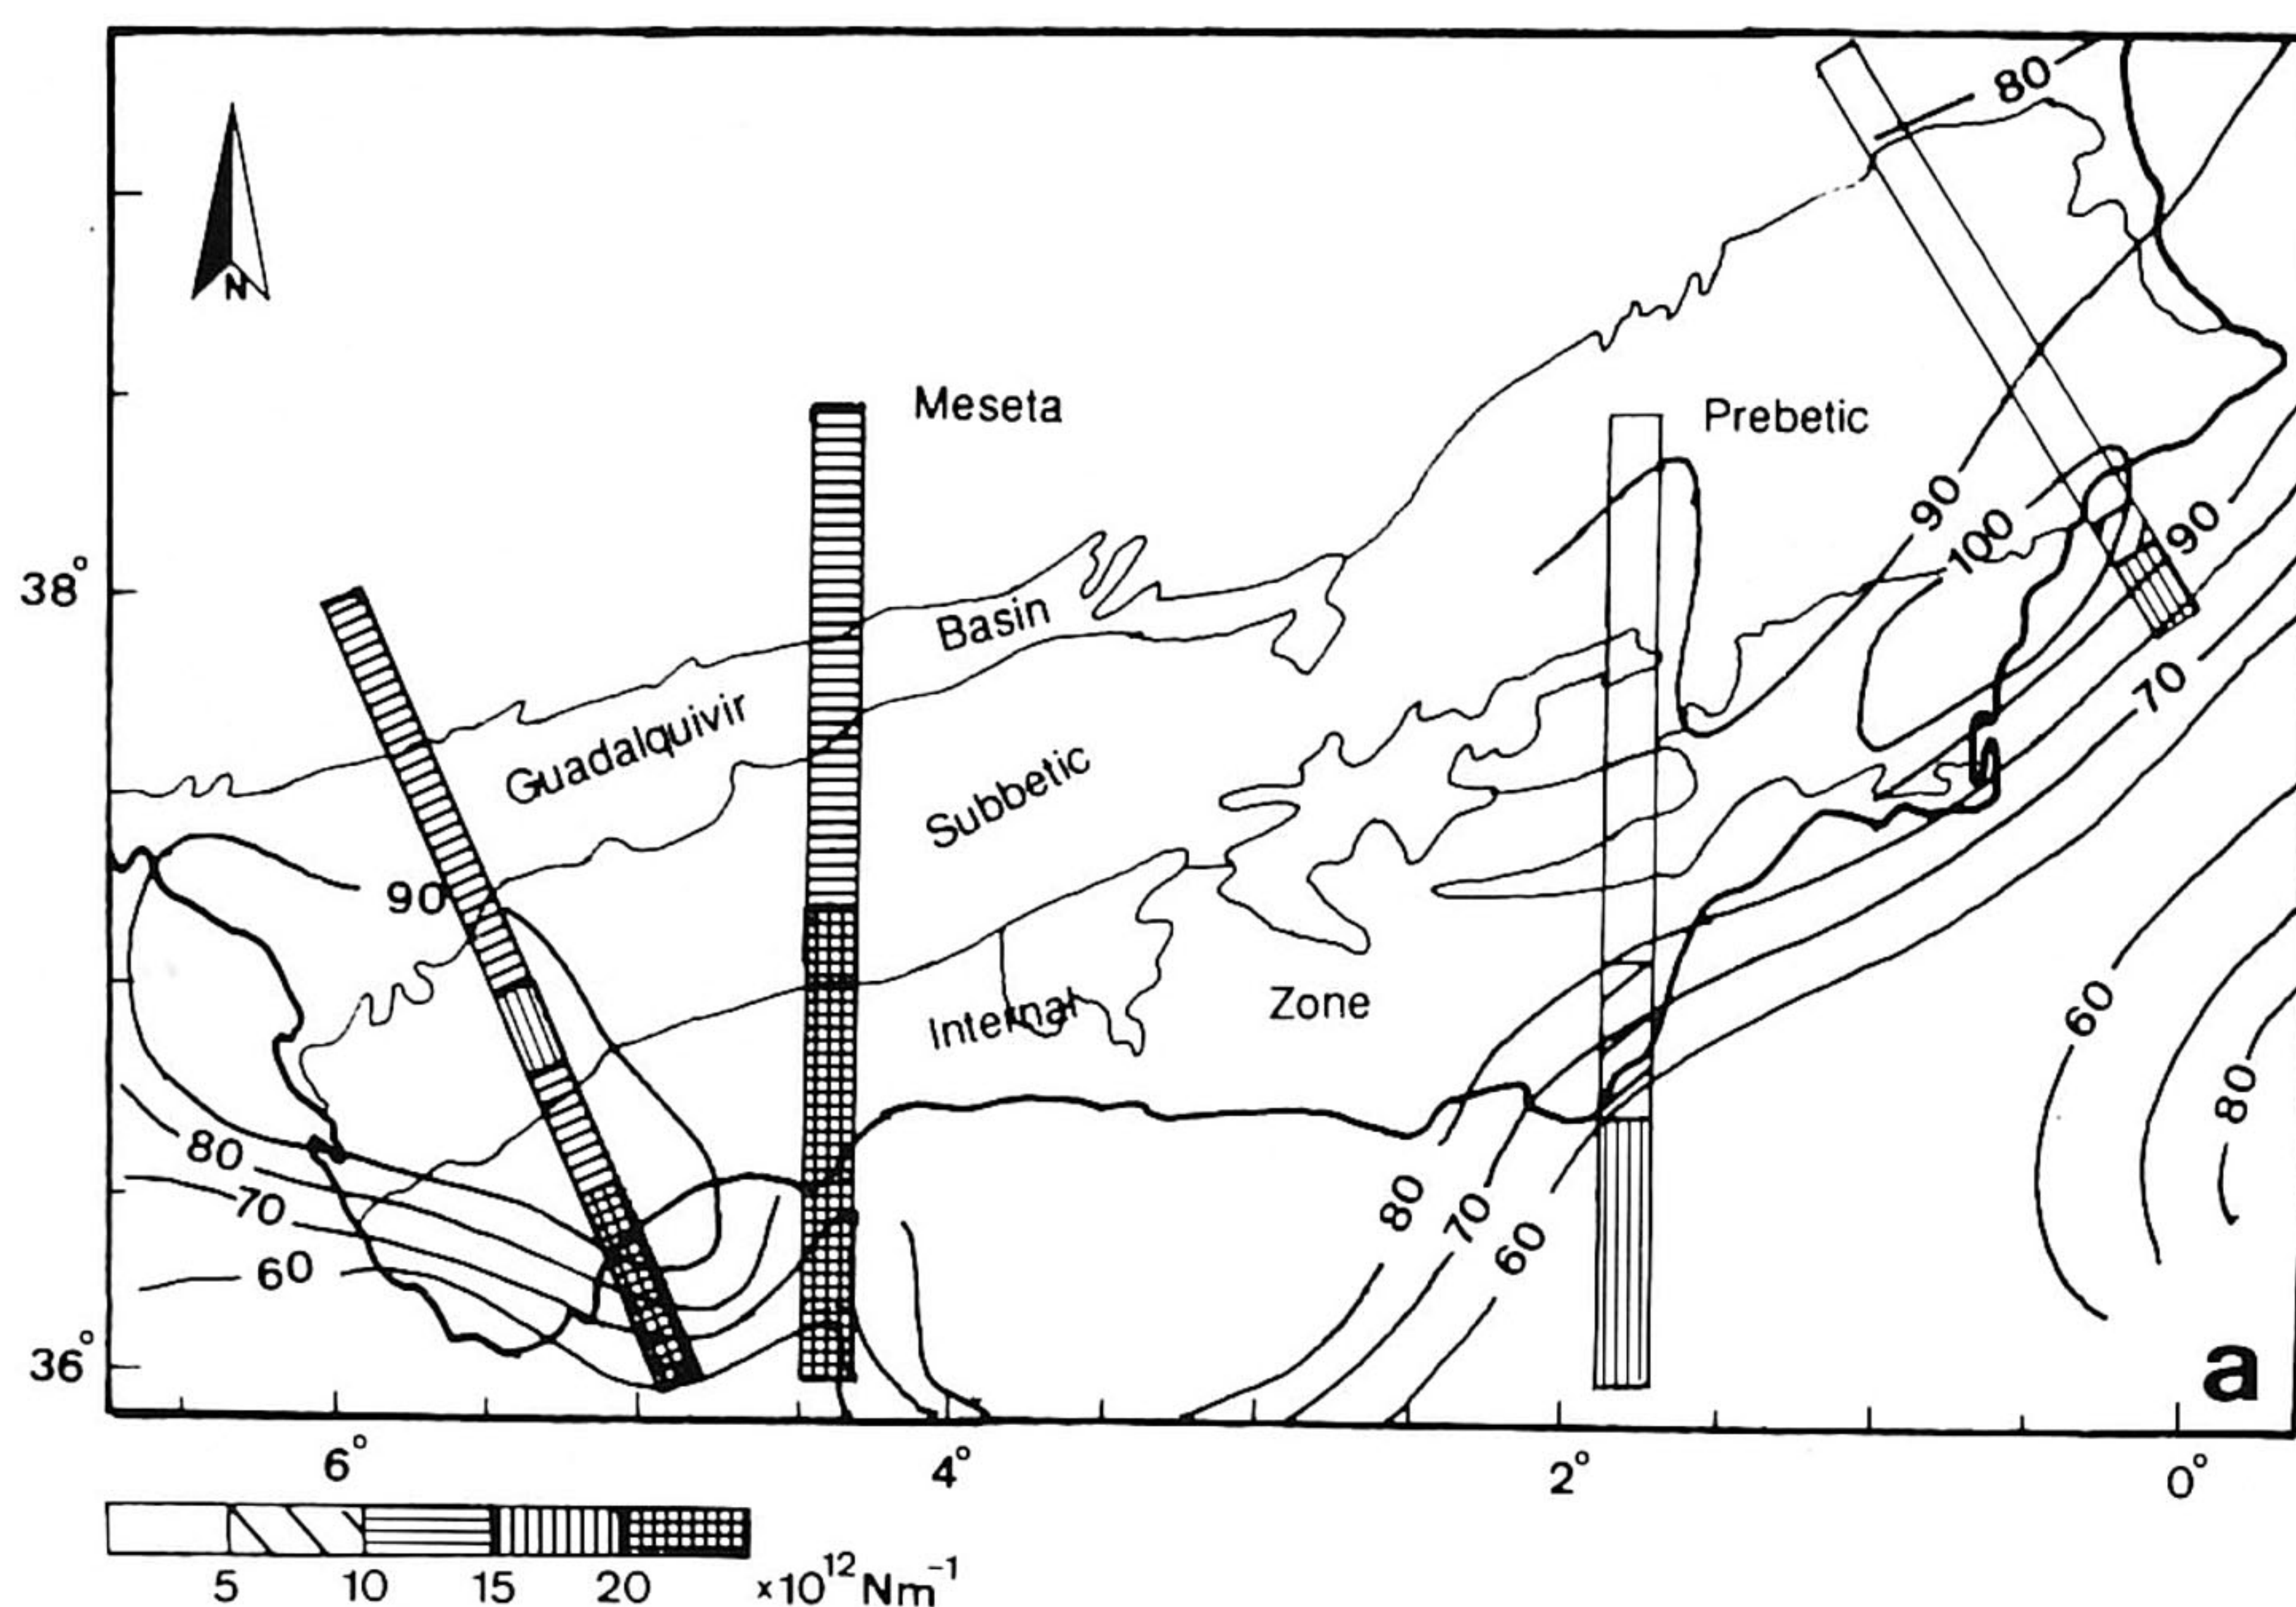 80
N
Meseta
Prebetic
90
100
90
38°
Basin
Guadalquivir
70
Subbetic
90
Internal
Zone
60
80
80
70
80
70
60
60
36°
a
6°
4°
2°
0°
5 10 15 20 ×10¹² Nm⁻¹